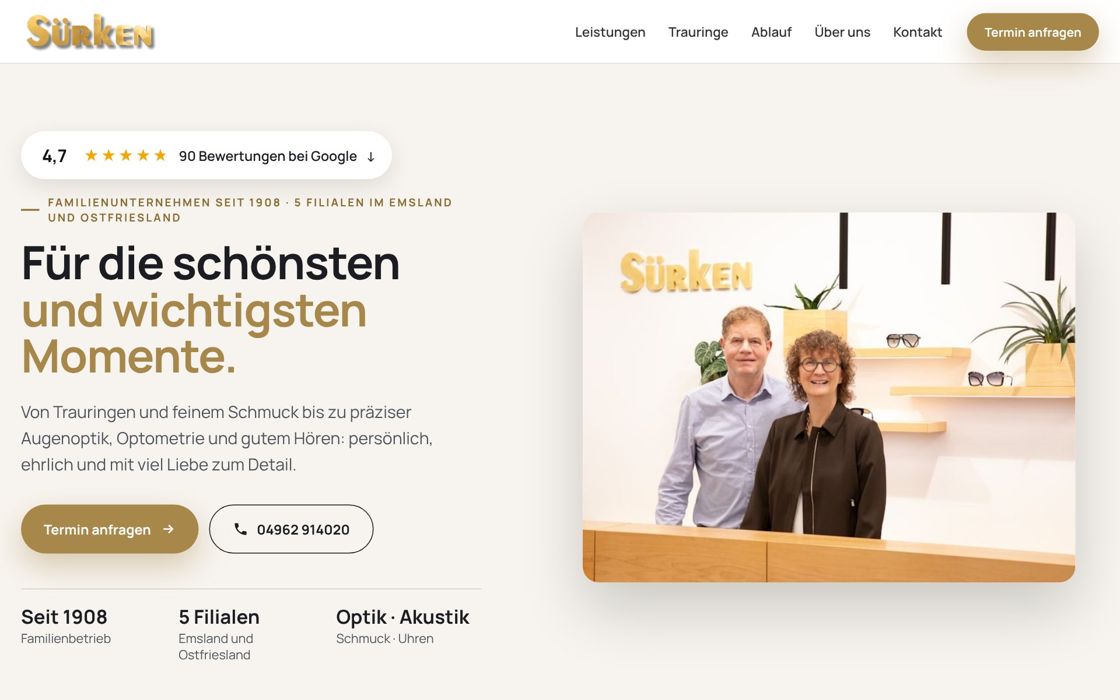 Sürken
Leistungen
Trauringe
Ablauf
Über uns
Kontakt
Termin anfragen
4,7 ★★★★★ 90 Bewertungen bei Google ↓
FAMILIENUNTERNEHMEN SEIT 1908 · 5 FILIALEN IM EMSLAND
UND OSTFRIESLAND
Für die schönsten
und wichtigsten
Momente.
Von Trauringen und feinem Schmuck bis zu präziser
Augenoptik, Optometrie und gutem Hören: persönlich,
ehrlich und mit viel Liebe zum Detail.
Termin anfragen →
04962 914020
Seit 1908
Familienbetrieb
5 Filialen
Emsland und
Ostfriesland
Optik · Akustik
Schmuck · Uhren
SÜRKEN